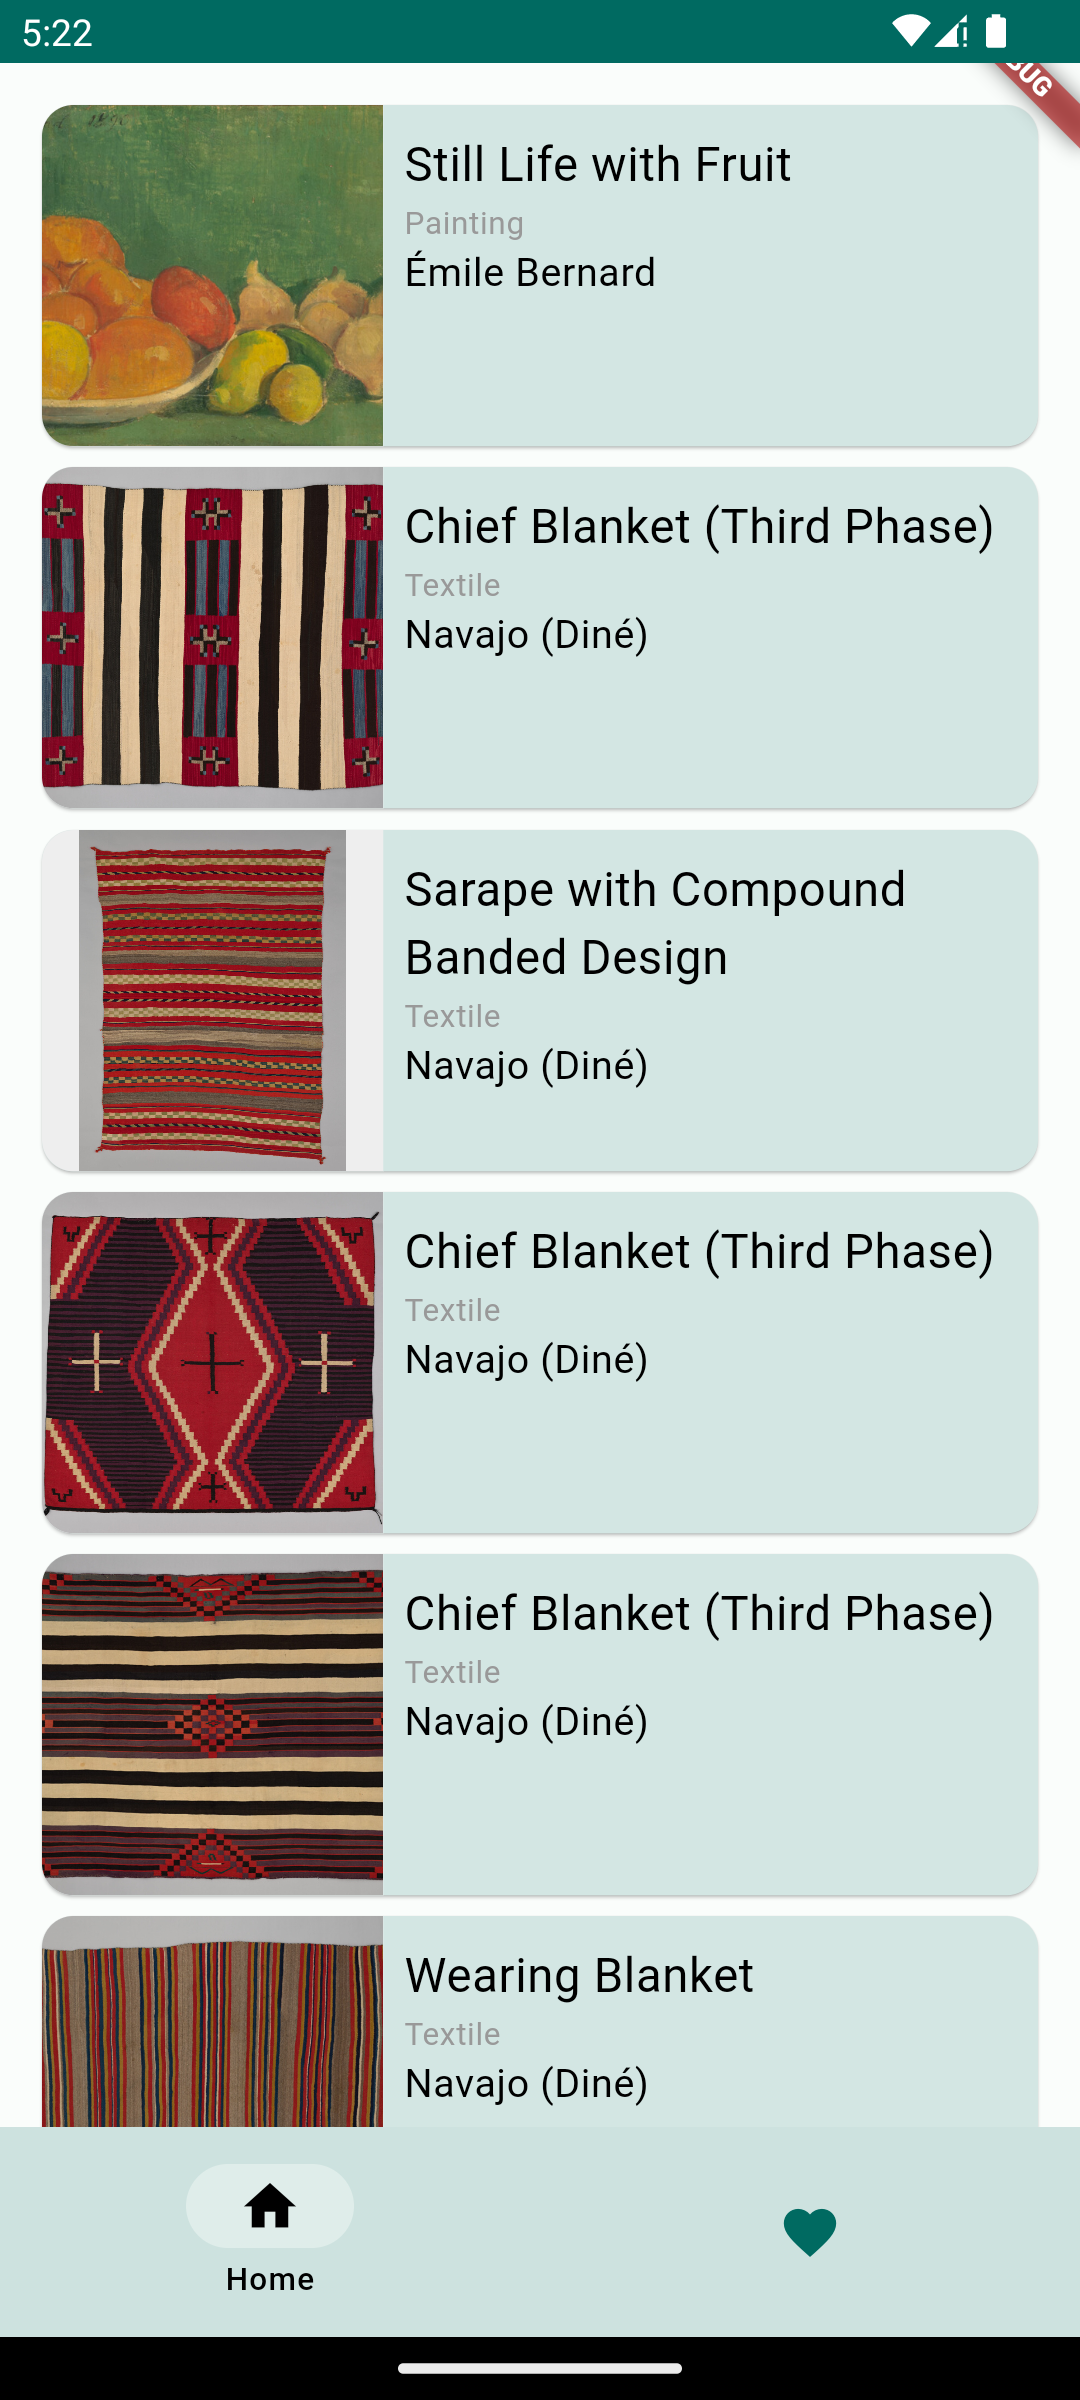 5:22
Still Life with Fruit
Painting
Émile Bernard
Chief Blanket (Third Phase)
Textile
Navajo (Diné)
Sarape with Compound
Banded Design
Textile
Navajo (Diné)
Chief Blanket (Third Phase)
Textile
Navajo (Diné)
Chief Blanket (Third Phase)
Textile
Navajo (Diné)
Wearing Blanket
Textile
Navajo (Diné)
Home